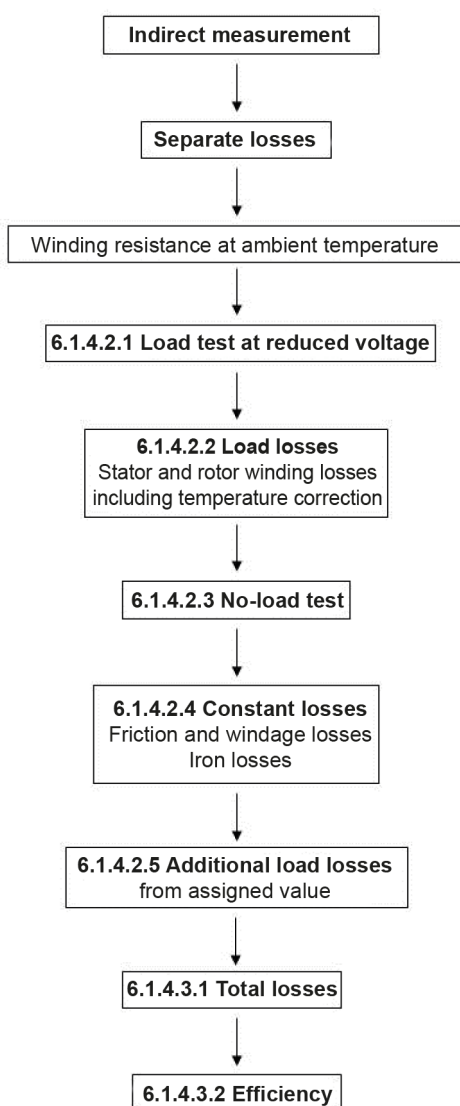 Indirect measurement
Separate losses
Winding resistance at ambient temperature
6.1.4.2.1 Load test at reduced voltage
6.1.4.2.2 Load losses
Stator and rotor winding losses
including temperature correction
6.1.4.2.3 No-load test
6.1.4.2.4 Constant losses
Friction and windage losses
Iron losses
6.1.4.2.5 Additional load losses
from assigned value
6.1.4.3.1 Total losses
6.1.4.3.2 Efficiency